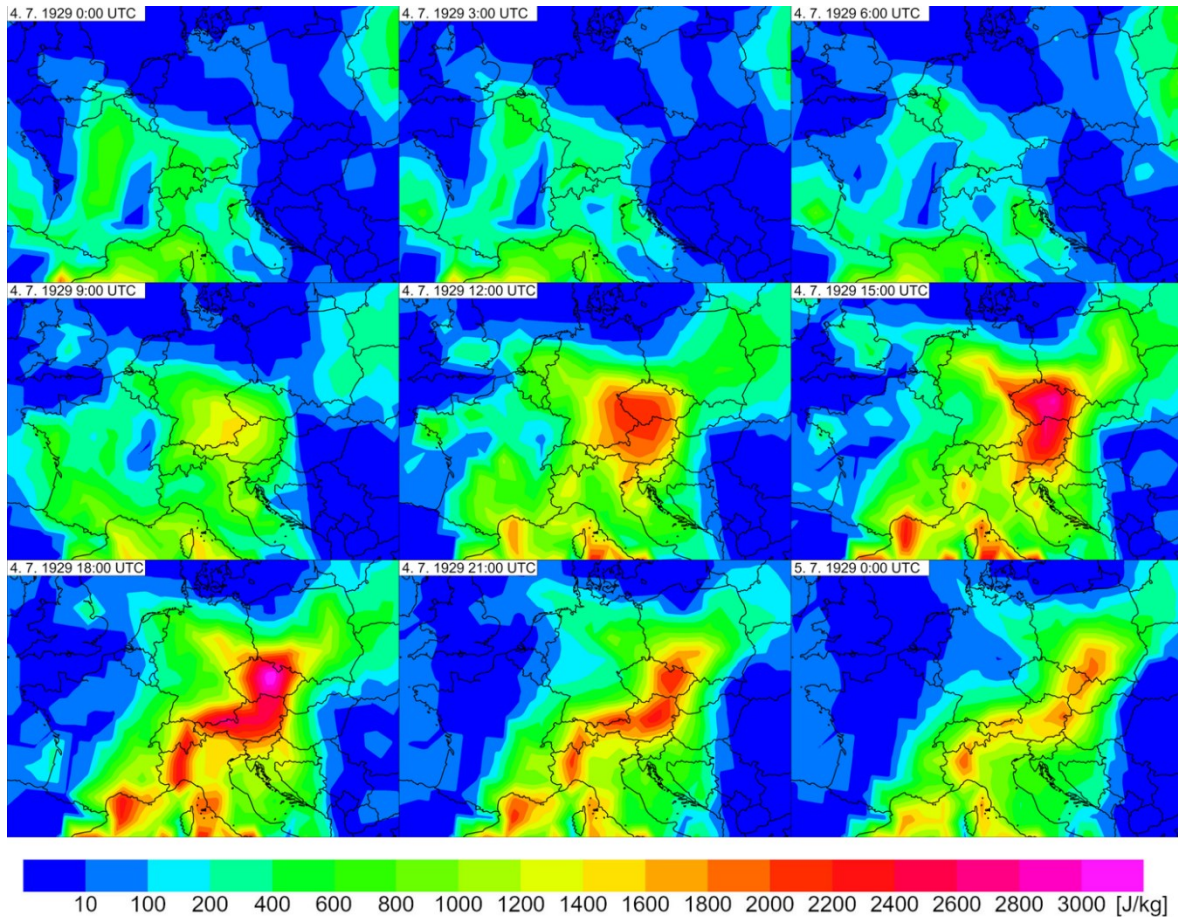 4. 7. 1929 0:00 UTC
4. 7. 1929 3:00 UTC
4. 7. 1929 6:00 UTC
4. 7. 1929 9:00 UTC
4. 7. 1929 12:00 UTC
4. 7. 1929 15:00 UTC
4. 7. 1929 18:00 UTC
4. 7. 1929 21:00 UTC
5. 7. 1929 0:00 UTC
10 100 200 400 600 800 1000 1200 1400 1600 1800 2000 2200 2400 2600 2800 3000 [J/kg]